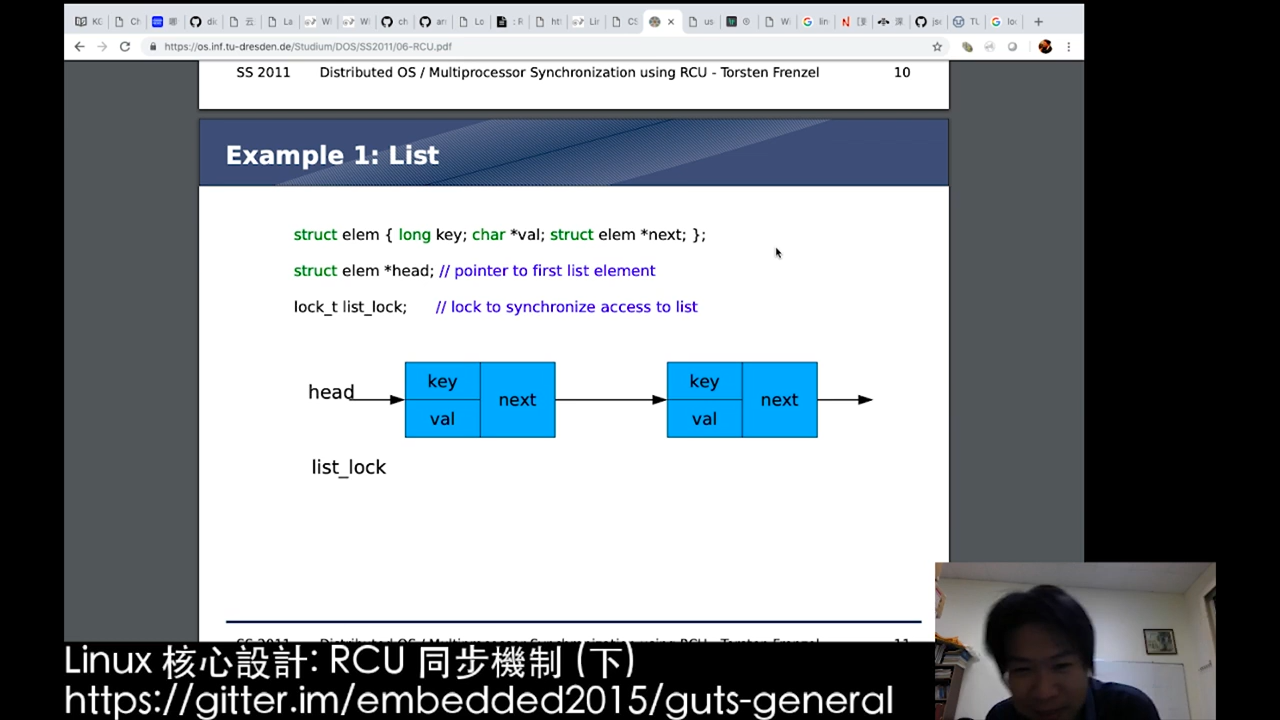 https://os.inf.tu-dresden.de/Studium/DOS/SS2011/06-RCU.pdf
SS 2011 Distributed OS / Multiprocessor Synchronization using RCU - Torsten Frenzel 10
Example 1: List
struct elem { long key; char *val; struct elem *next; };
struct elem *head; // pointer to first list element
lock_t list_lock; // lock to synchronize access to list
head
key
val
next
key
val
next
list_lock
Linux 核心設計: RCU 同步機制 (下)
https://gitter.im/embedded2015/guts-general